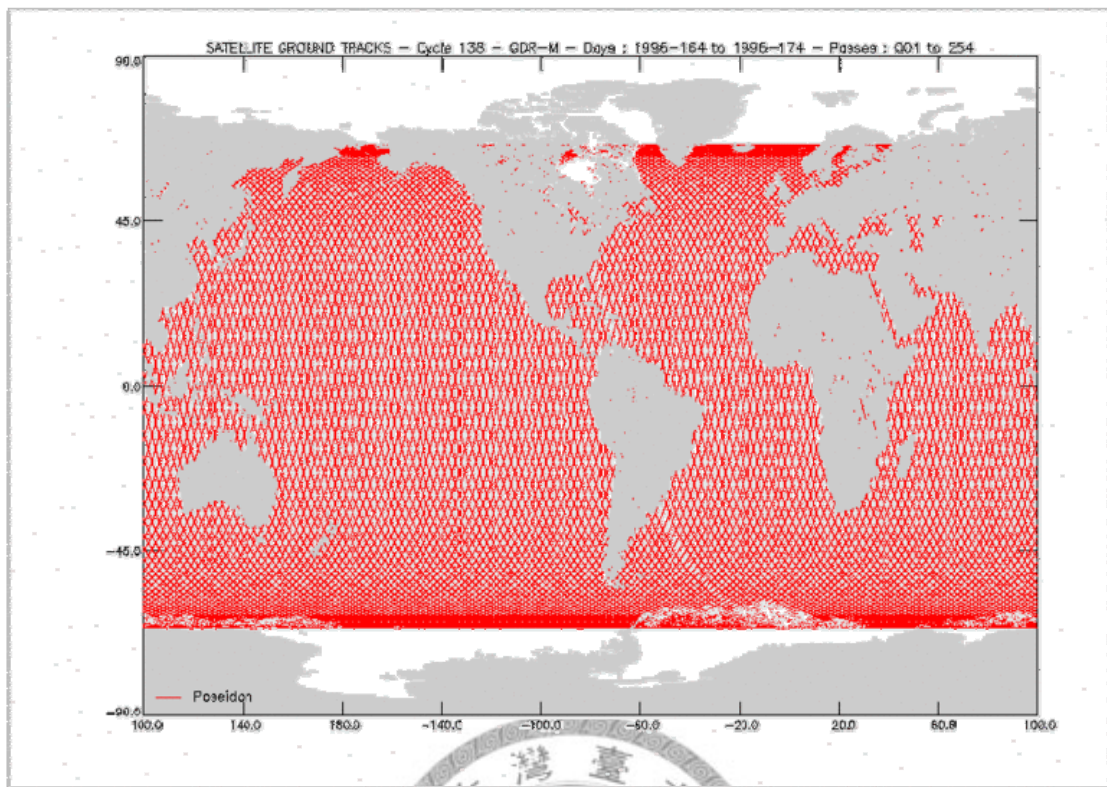 SATELLITE GROUND TRACKS – Cycle 138 – GDR–M – Days : 1996–164 to 1996–174 – Passes : 001 to 254
90.0
45.0
0.0
–45.0
–90.0
Poseidon
100.0 140.0 180.0 –140.0 –100.0 –60.0 –20.0 20.0 60.0 100.0
臺灣